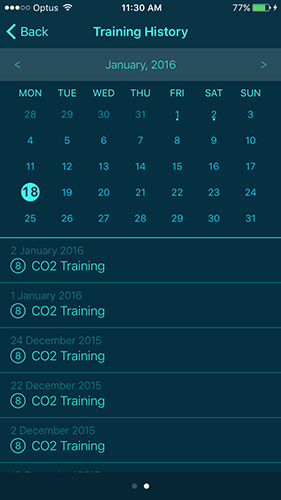 Optus 11:30 AM 77%
Back Training History
< January, 2016 >
MON TUE WED THU FRI SAT SUN
28 29 30 31 1 2 3
4 5 6 7 8 9 10
11 12 13 14 15 16 17
18 19 20 21 22 23 24
25 26 27 28 29 30 31
2 January 2016
8 CO2 Training
1 January 2016
8 CO2 Training
24 December 2015
8 CO2 Training
22 December 2015
8 CO2 Training
2 December 2015
8 CO2 Training